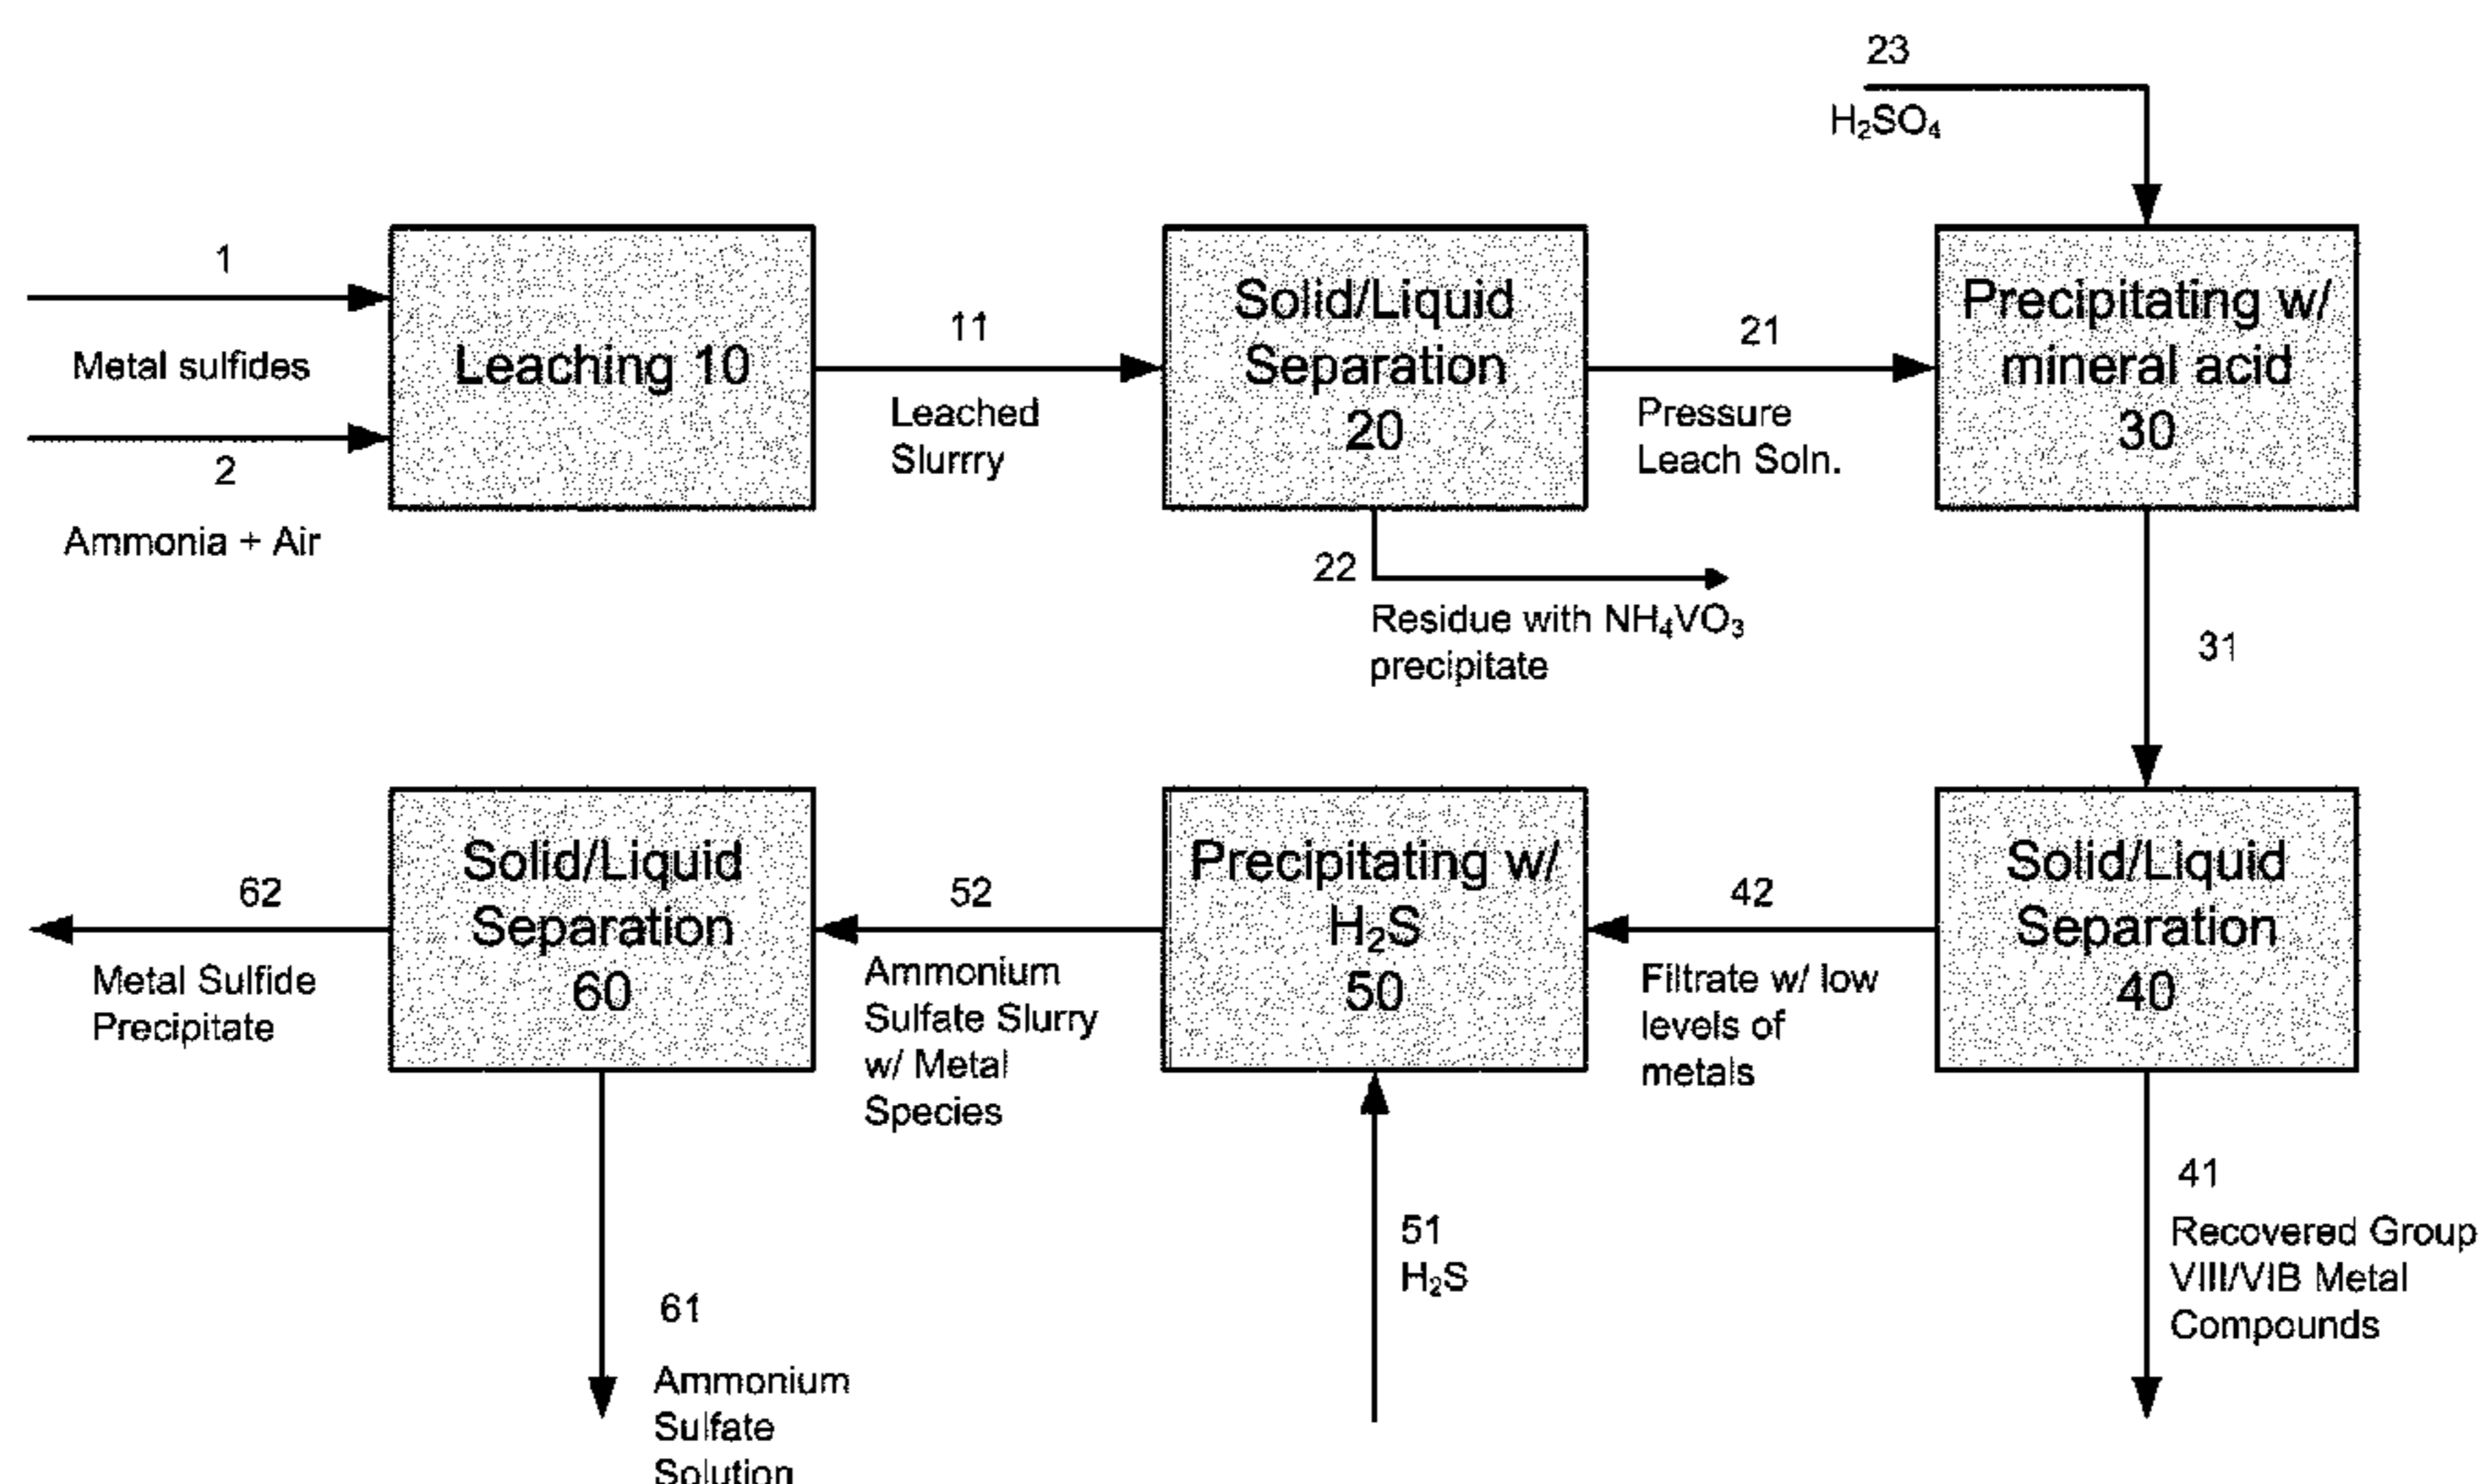 23
H₂SO₄
1
Metal sulfides
2
Ammonia + Air
Leaching 10
11
Leached
Slurrry
Solid/Liquid
Separation
20
21
Pressure
Leach Soln.
Precipitating w/
mineral acid
30
22
Residue with NH₄VO₃
precipitate
31
62
Metal Sulfide
Precipitate
Solid/Liquid
Separation
60
52
Ammonium
Sulfate Slurry
w/ Metal
Species
Precipitating w/
H₂S
50
42
Filtrate w/ low
levels of
metals
Solid/Liquid
Separation
40
61
Ammonium
Sulfate
Solution
51
H₂S
41
Recovered Group
VIII/VIB Metal
Compounds